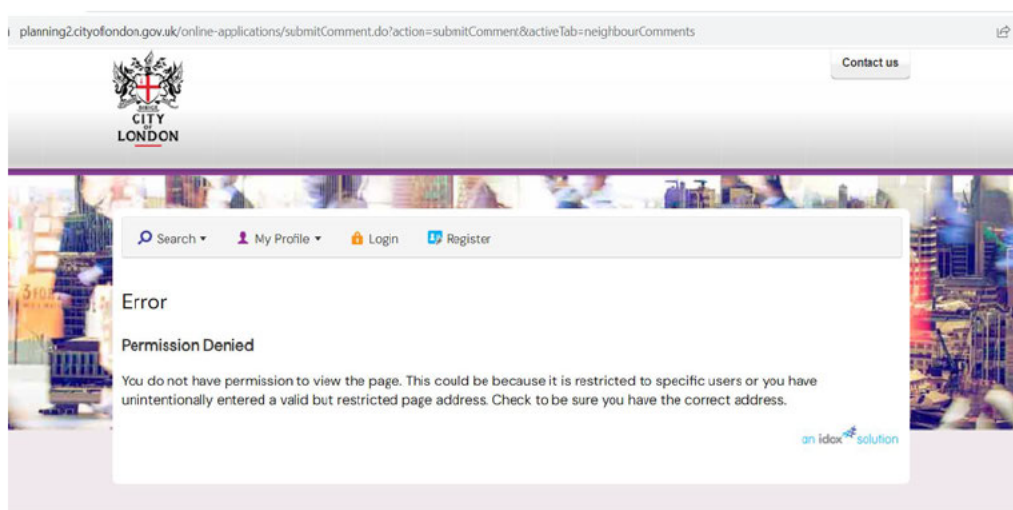 planning2.cityoflondon.gov.uk/online-applications/submitComment.do?action=submitComment&activeTab=neighbourComments
Contact us
CITY
OF
LONDON
Search
My Profile
Login
Register
Error
Permission Denied
You do not have permission to view the page. This could be because it is restricted to specific users or you have
unintentionally entered a valid but restricted page address. Check to be sure you have the correct address.
an idox solution